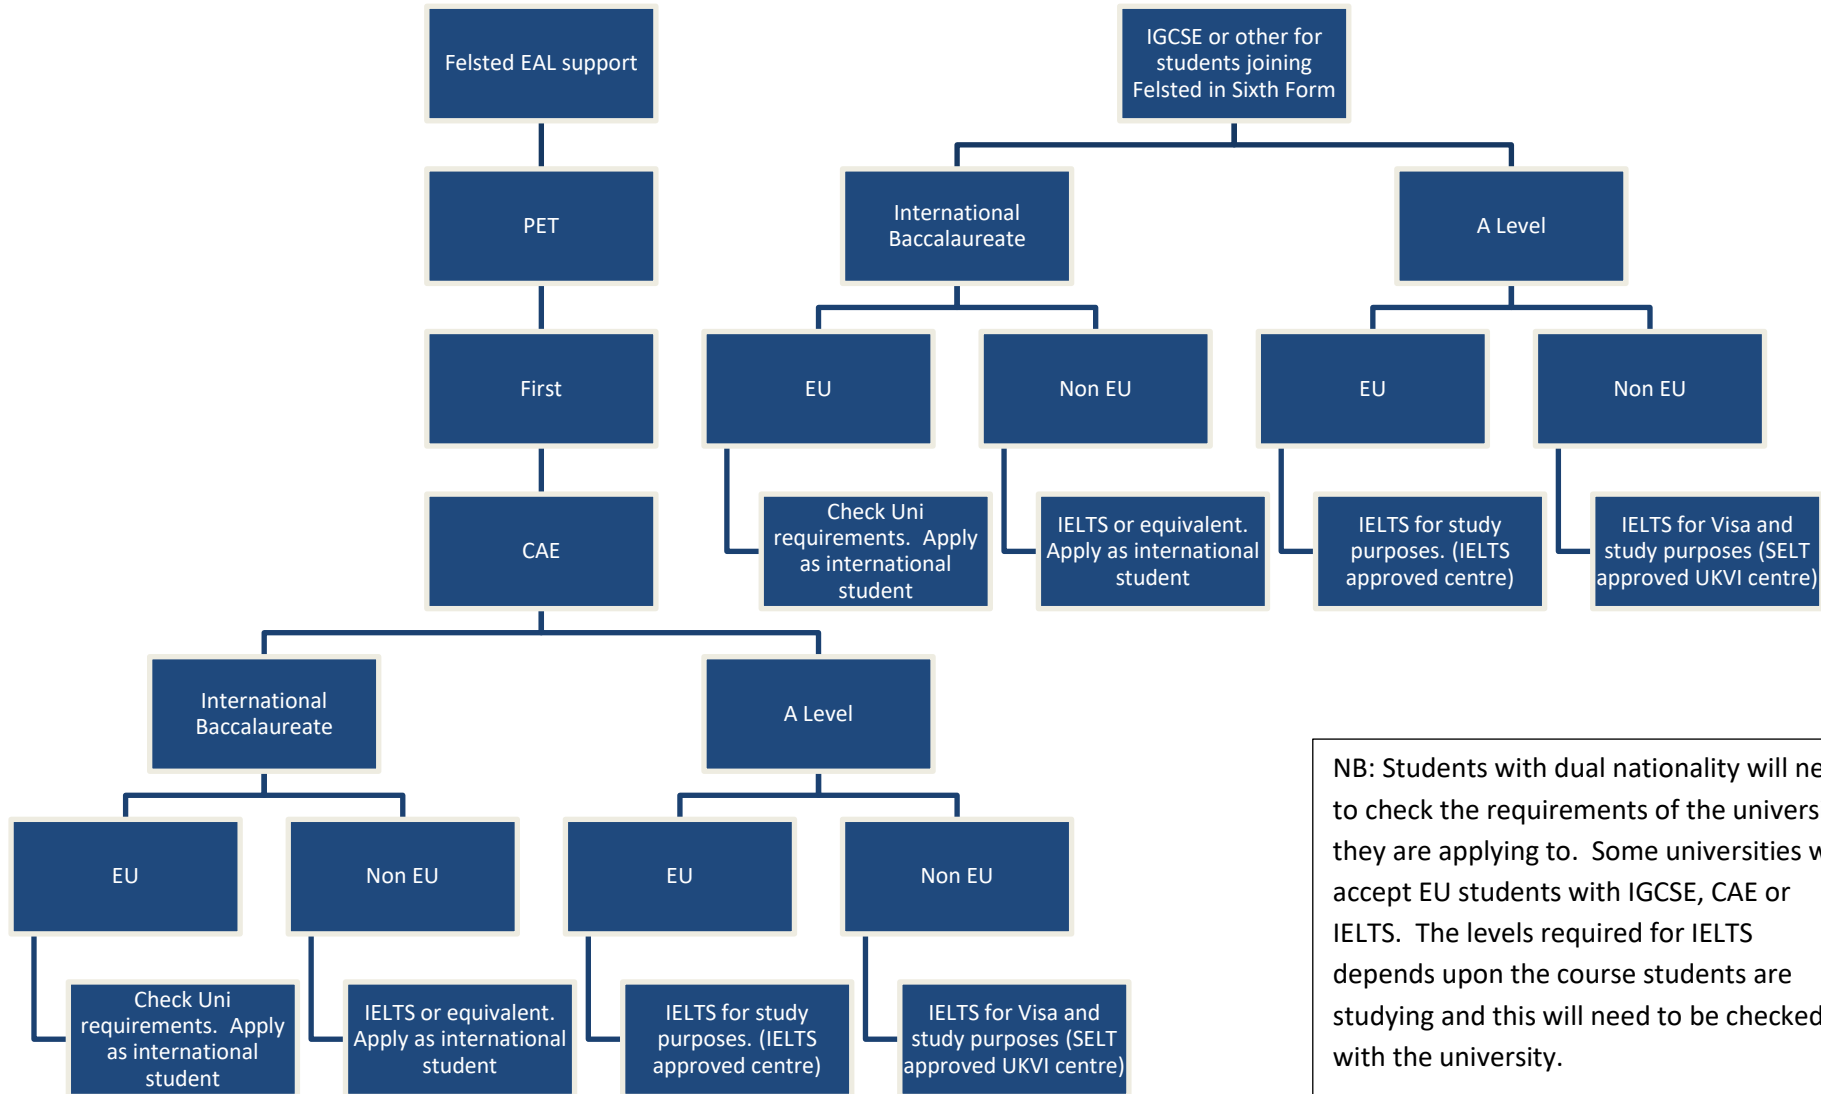 Felsted EAL support
IGCSE or other for
students joining
Felsted in Sixth Form
PET
International
Baccalaureate
A Level
First
EU
Non EU
EU
Non EU
CAE
Check Uni
requirements.  Apply
as international
student
IELTS or equivalent.
Apply as international
student
IELTS for study
purposes. (IELTS
approved centre)
IELTS for Visa and
study purposes (SELT
approved UKVI centre)
International
Baccalaureate
A Level
EU
Non EU
EU
Non EU
Check Uni
requirements.  Apply
as international
student
IELTS or equivalent.
Apply as international
student
IELTS for study
purposes. (IELTS
approved centre)
IELTS for Visa and
study purposes (SELT
approved UKVI centre)
NB: Students with dual nationality will
to check the requirements of the
they are applying to.  Some universities
accept EU students with IGCSE, CAE or
IELTS.  The levels required for IELTS
depends upon the course students are
studying and this will need to be checked
with the university.